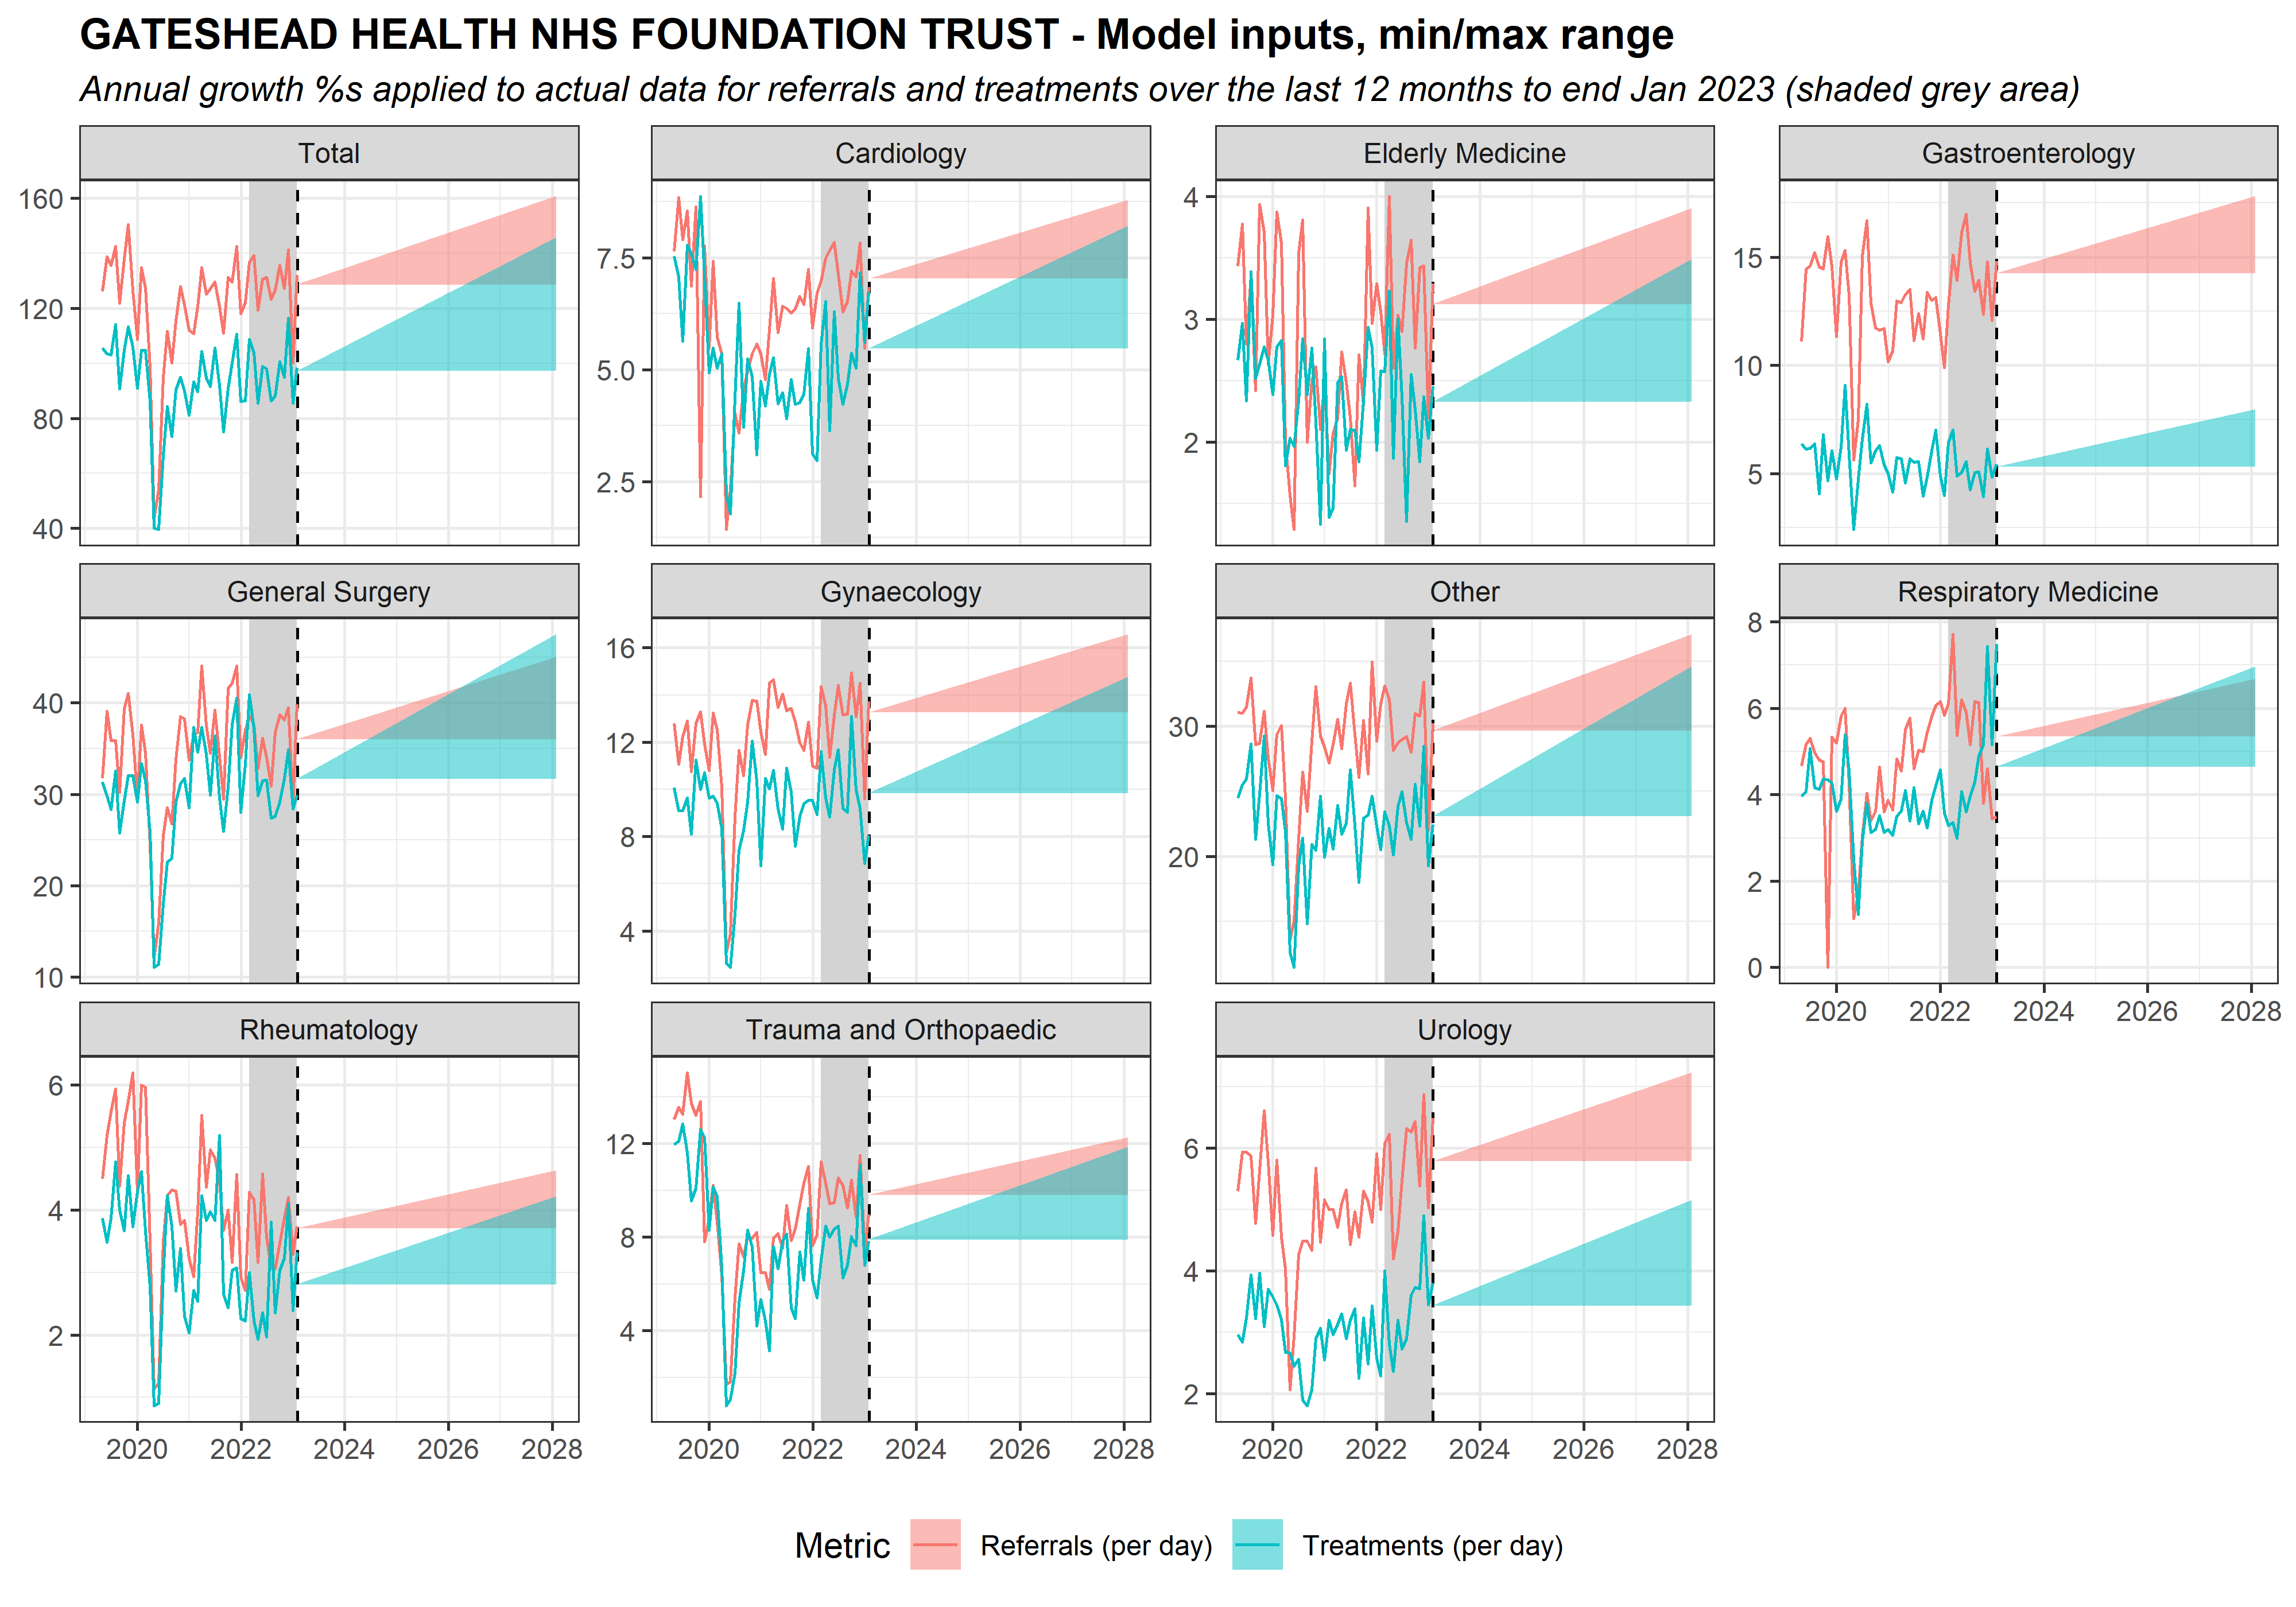 GATESHEAD HEALTH NHS FOUNDATION TRUST - Model inputs, min/max range
Annual growth %s applied to actual data for referrals and treatments over the last 12 months to end Jan 2023 (shaded grey area)
Total
Cardiology
Elderly Medicine
Gastroenterology
160
120
80
40
7.5
5.0
2.5
4
3
2
15
10
5
General Surgery
Gynaecology
Other
Respiratory Medicine
40
30
20
10
16
12
8
4
30
20
8
6
4
2
0
2020 2022 2024 2026 2028
Rheumatology
Trauma and Orthopaedic
Urology
6
4
2
12
8
4
6
4
2
2020 2022 2024 2026 2028
2020 2022 2024 2026 2028
2020 2022 2024 2026 2028
Metric Referrals (per day) Treatments (per day)